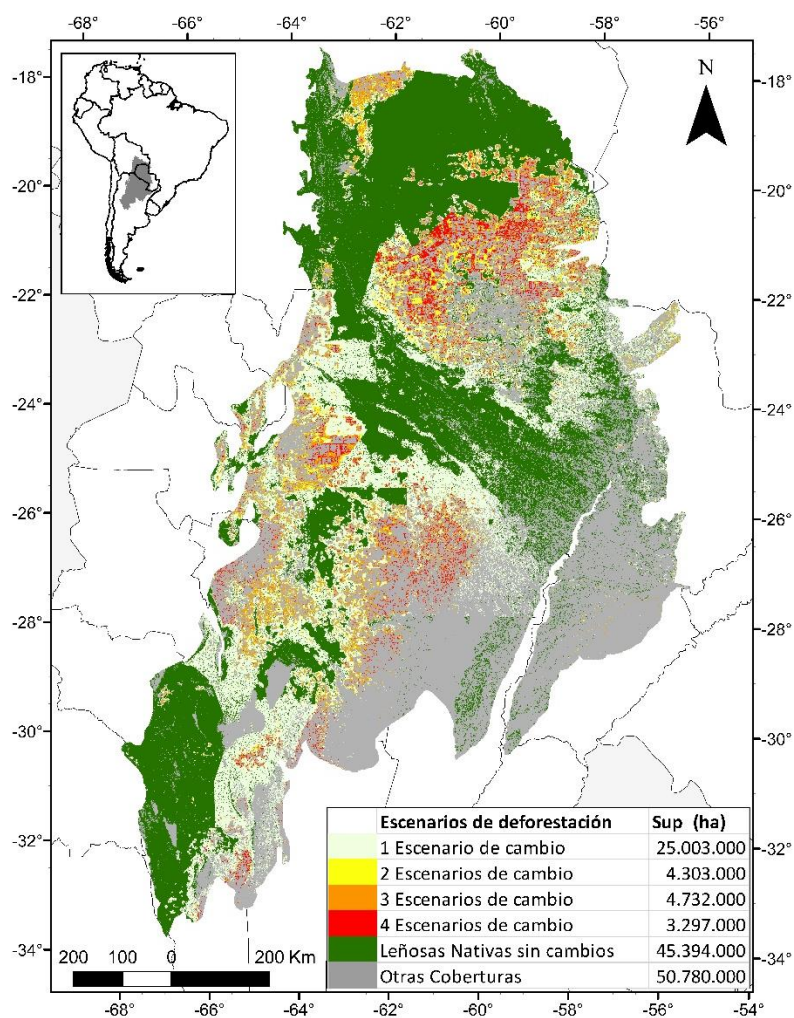 -68° -66° -64° -62° -60° -58° -56° -54°
-18° -18°
N
-20° -20°
-22° -22°
-24° -24°
-26° -26°
-28° -28°
-30° -30°
Escenarios de deforestación Sup (ha)
1 Escenario de cambio 25.003.000
-32° -32°
2 Escenarios de cambio 4.303.000
3 Escenarios de cambio 4.732.000
4 Escenarios de cambio 3.297.000
-34° -34°
Leñosas Nativas sin cambios 45.394.000
200 100 0 200 Km
Otras Coberturas 50.780.000
-68° -66° -64° -62° -60° -58° -56° -54°